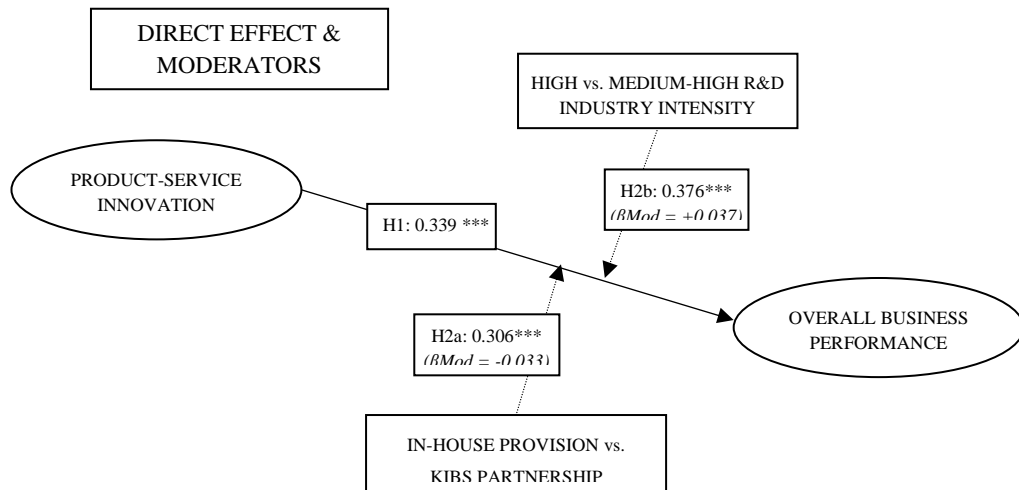 DIRECT EFFECT &
MODERATORS
HIGH vs. MEDIUM-HIGH R&D
INDUSTRY INTENSITY
PRODUCT-SERVICE
INNOVATION
H2b: 0.376***
(βMod = +0.037)
H1: 0.339 ***
OVERALL BUSINESS
PERFORMANCE
H2a: 0.306***
(βMod = -0.033)
IN-HOUSE PROVISION vs.
KIBS PARTNERSHIP